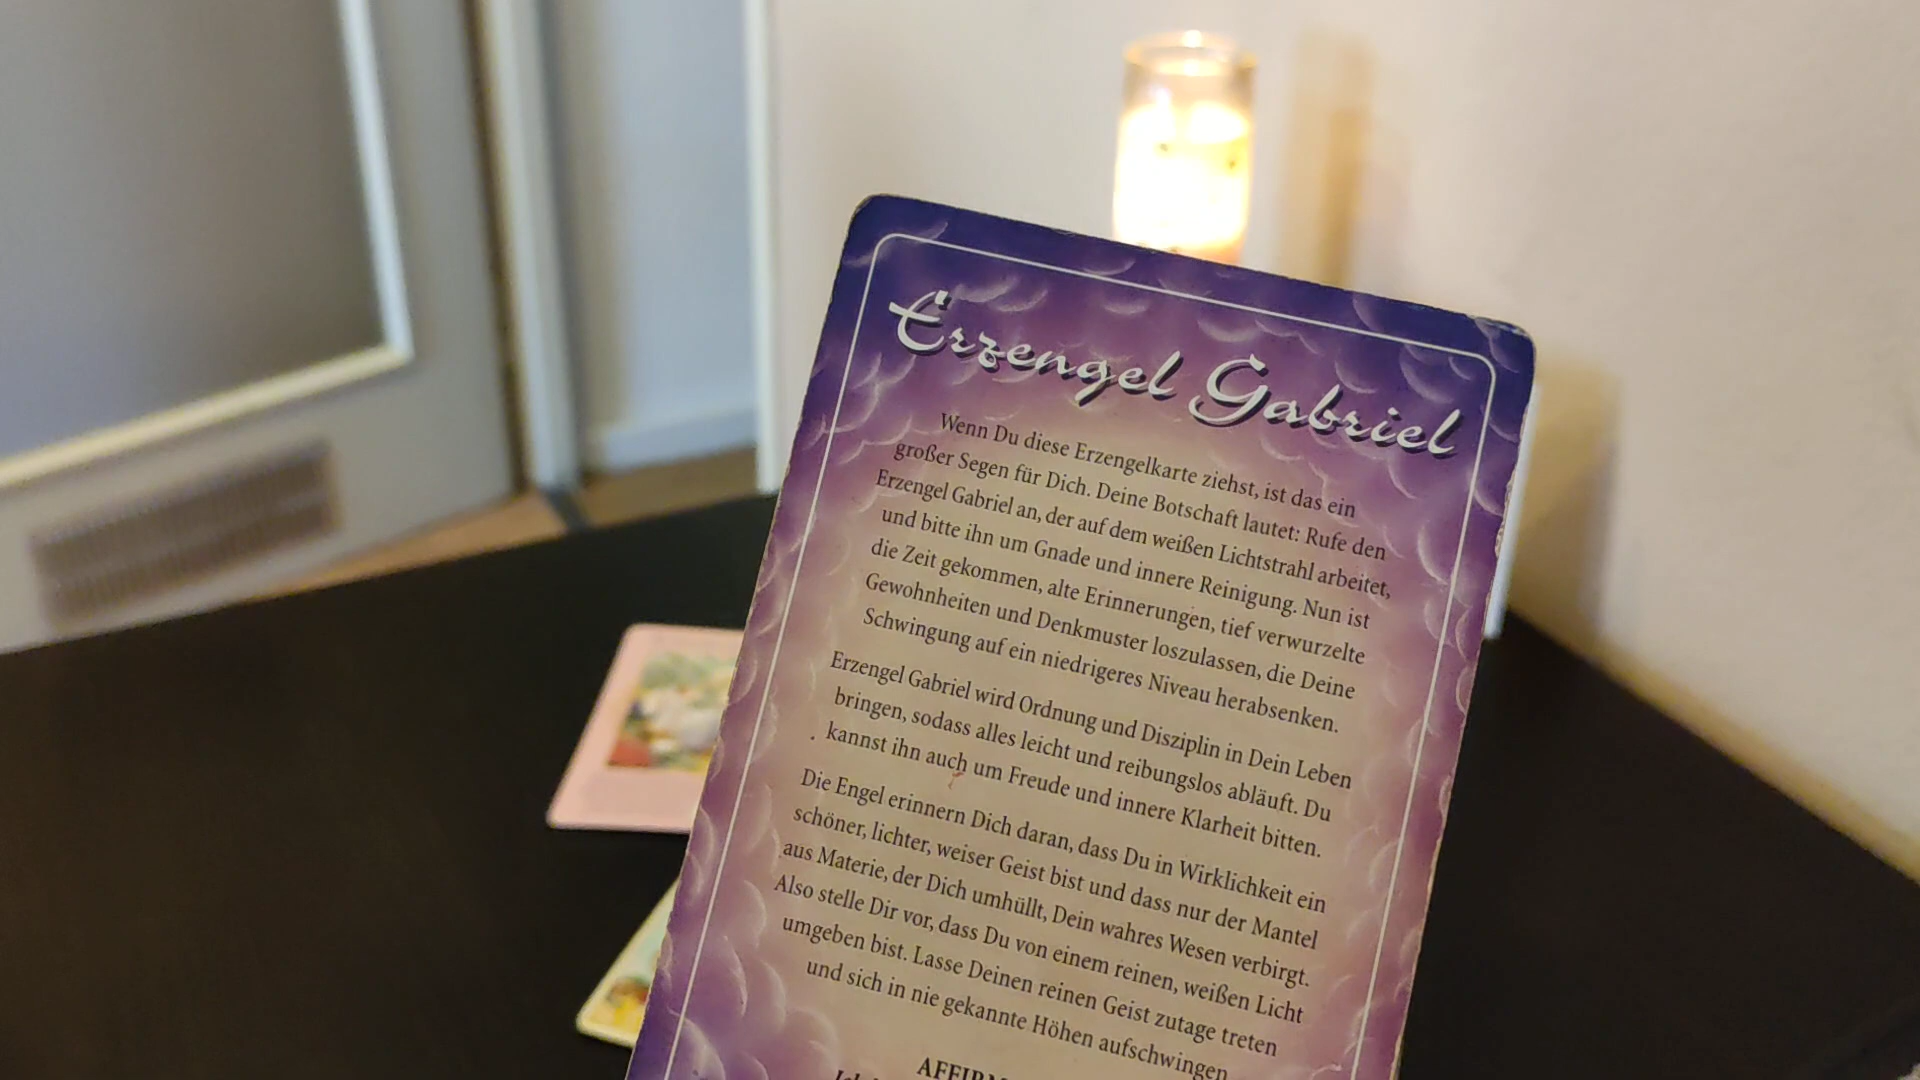 Erzengel Gabriel
Wenn Du diese Erzengelkarte ziehst, ist das ein
großer Segen für Dich. Deine Botschaft lautet: Rufe den
Erzengel Gabriel an, der auf dem weißen Lichtstrahl arbeitet,
und bitte ihn um Gnade und innere Reinigung. Nun ist
die Zeit gekommen, alte Erinnerungen, tief verwurzelte
Gewohnheiten und Denkmuster loszulassen, die Deine
Schwingung auf ein niedrigeres Niveau herabsenken.
Erzengel Gabriel wird Ordnung und Disziplin in Dein Leben
bringen, sodass alles leicht und reibungslos abläuft. Du
kannst ihn auch um Freude und innere Klarheit bitten.
Die Engel erinnern Dich daran, dass Du in Wirklichkeit ein
schöner, lichter, weiser Geist bist und dass nur der Mantel
aus Materie, der Dich umhüllt, Dein wahres Wesen verbirgt.
Also stelle Dir vor, dass Du von einem reinen, weißen Licht
umgeben bist. Lasse Deinen reinen Geist zutage treten
und sich in nie gekannte Höhen aufschwingen